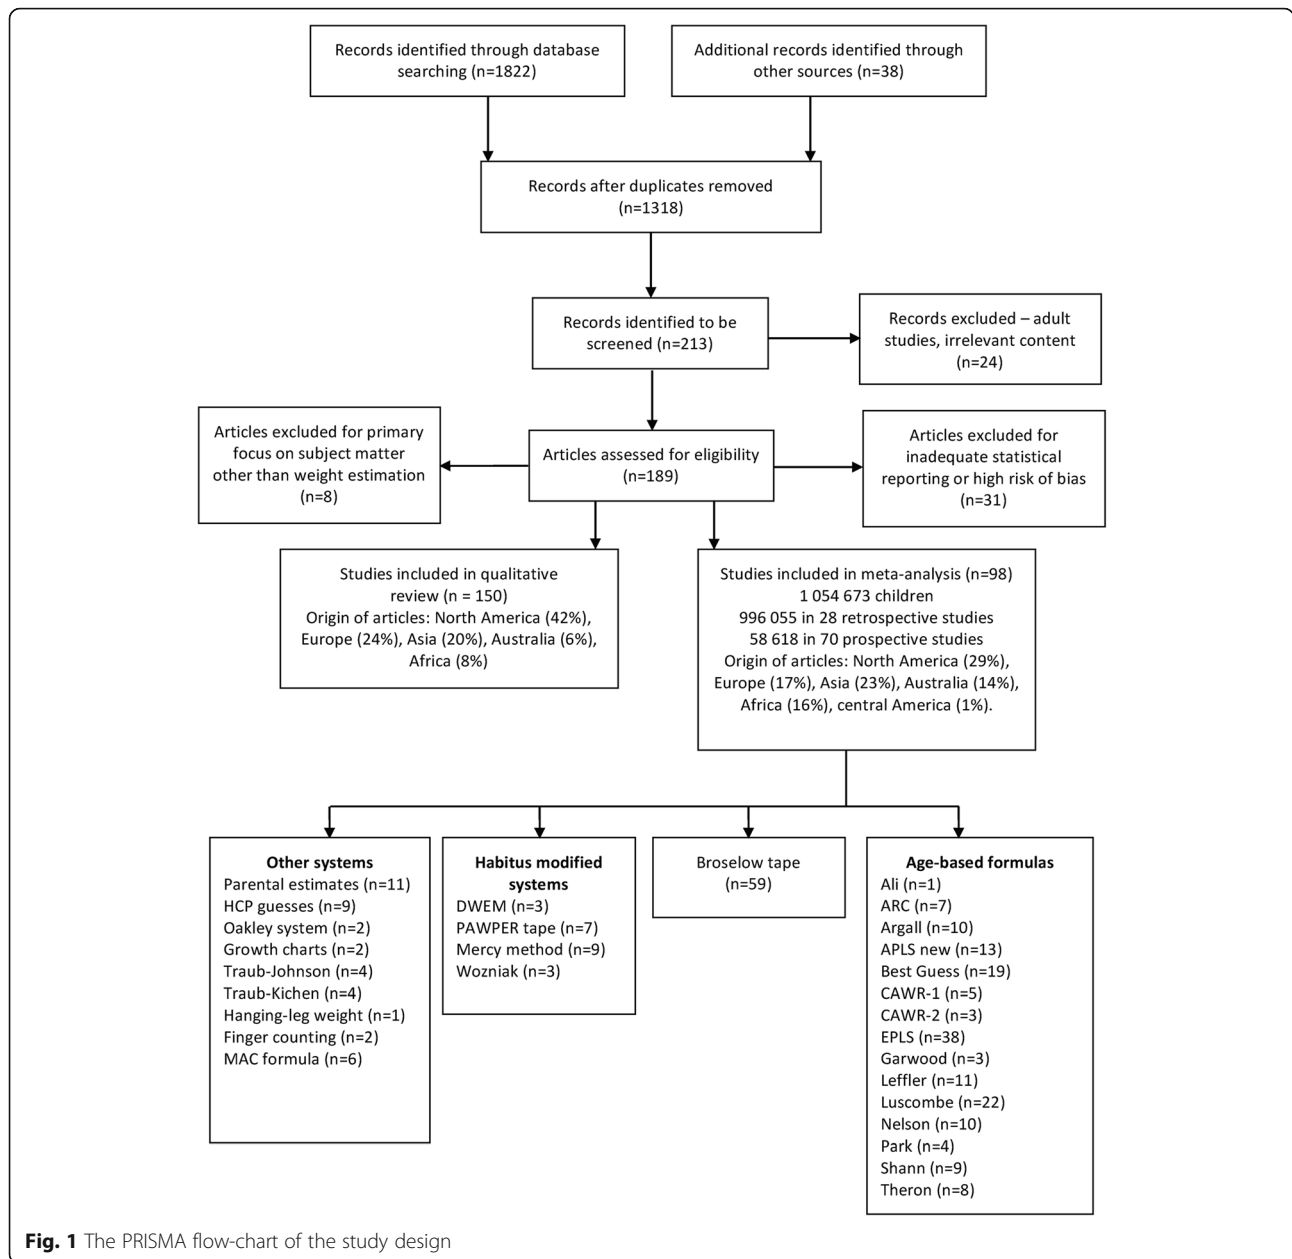 Records identified through database
searching (n=1822)
Additional records identified through
other sources (n=38)
Records after duplicates removed
(n=1318)
Records identified to be
screened (n=213)
Records excluded – adult
studies, irrelevant content
(n=24)
Articles excluded for primary
focus on subject matter
other than weight estimation
(n=8)
Articles assessed for eligibility
(n=189)
Articles excluded for
inadequate statistical
reporting or high risk of bias
(n=31)
Studies included in qualitative
review (n = 150)
Origin of articles: North America (42%),
Europe (24%), Asia (20%), Australia (6%),
Africa (8%)
Studies included in meta-analysis (n=98)
1 054 673 children
996 055 in 28 retrospective studies
58 618 in 70 prospective studies
Origin of articles: North America (29%),
Europe (17%), Asia (23%), Australia (14%),
Africa (16%), central America (1%).
Other systems
Parental estimates (n=11)
HCP guesses (n=9)
Oakley system (n=2)
Growth charts (n=2)
Traub-Johnson (n=4)
Traub-Kichen (n=4)
Hanging-leg weight (n=1)
Finger counting (n=2)
MAC formula (n=6)
Habitus modified
systems
DWEM (n=3)
PAWPER tape (n=7)
Mercy method (n=9)
Wozniak (n=3)
Broselow tape
(n=59)
Age-based formulas
Ali (n=1)
ARC (n=7)
Argall (n=10)
APLS new (n=13)
Best Guess (n=19)
CAWR-1 (n=5)
CAWR-2 (n=3)
EPLS (n=38)
Garwood (n=3)
Leffler (n=11)
Luscombe (n=22)
Nelson (n=10)
Park (n=4)
Shann (n=9)
Theron (n=8)
Fig. 1 The PRISMA flow-chart of the study design